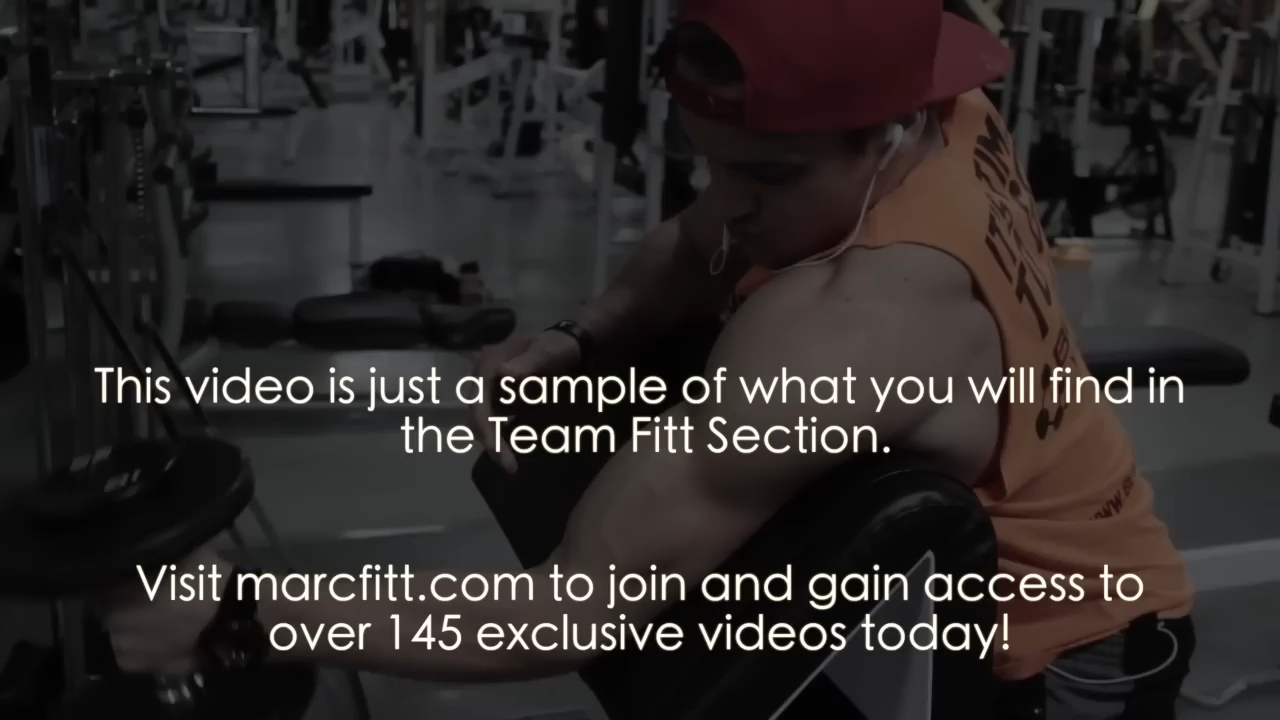 This video is just a sample of what you will find in
the Team Fitt Section.
Visit marcfitt.com to join and gain access to
over 145 exclusive videos today!